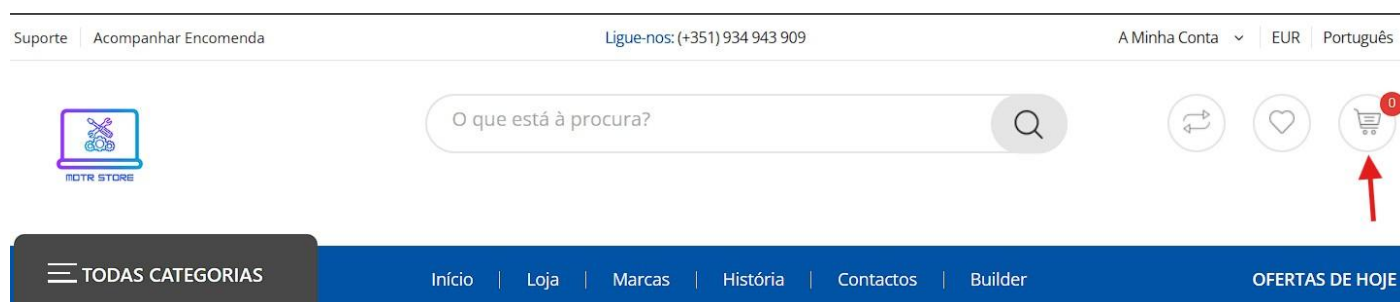 Suporte Acompanhar Encomenda Ligue-nos: (+351) 934 943 909 A Minha Conta EUR Português
O que está à procura?
0
MDTR STORE
TODAS CATEGORIAS Início Loja Marcas História Contactos Builder OFERTAS DE HOJE